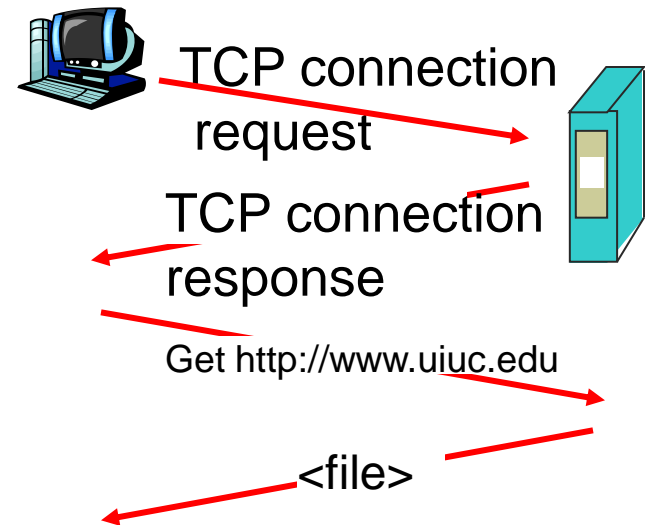 TCP connection
request
TCP connection
response
Get http://www.uiuc.edu
<file>